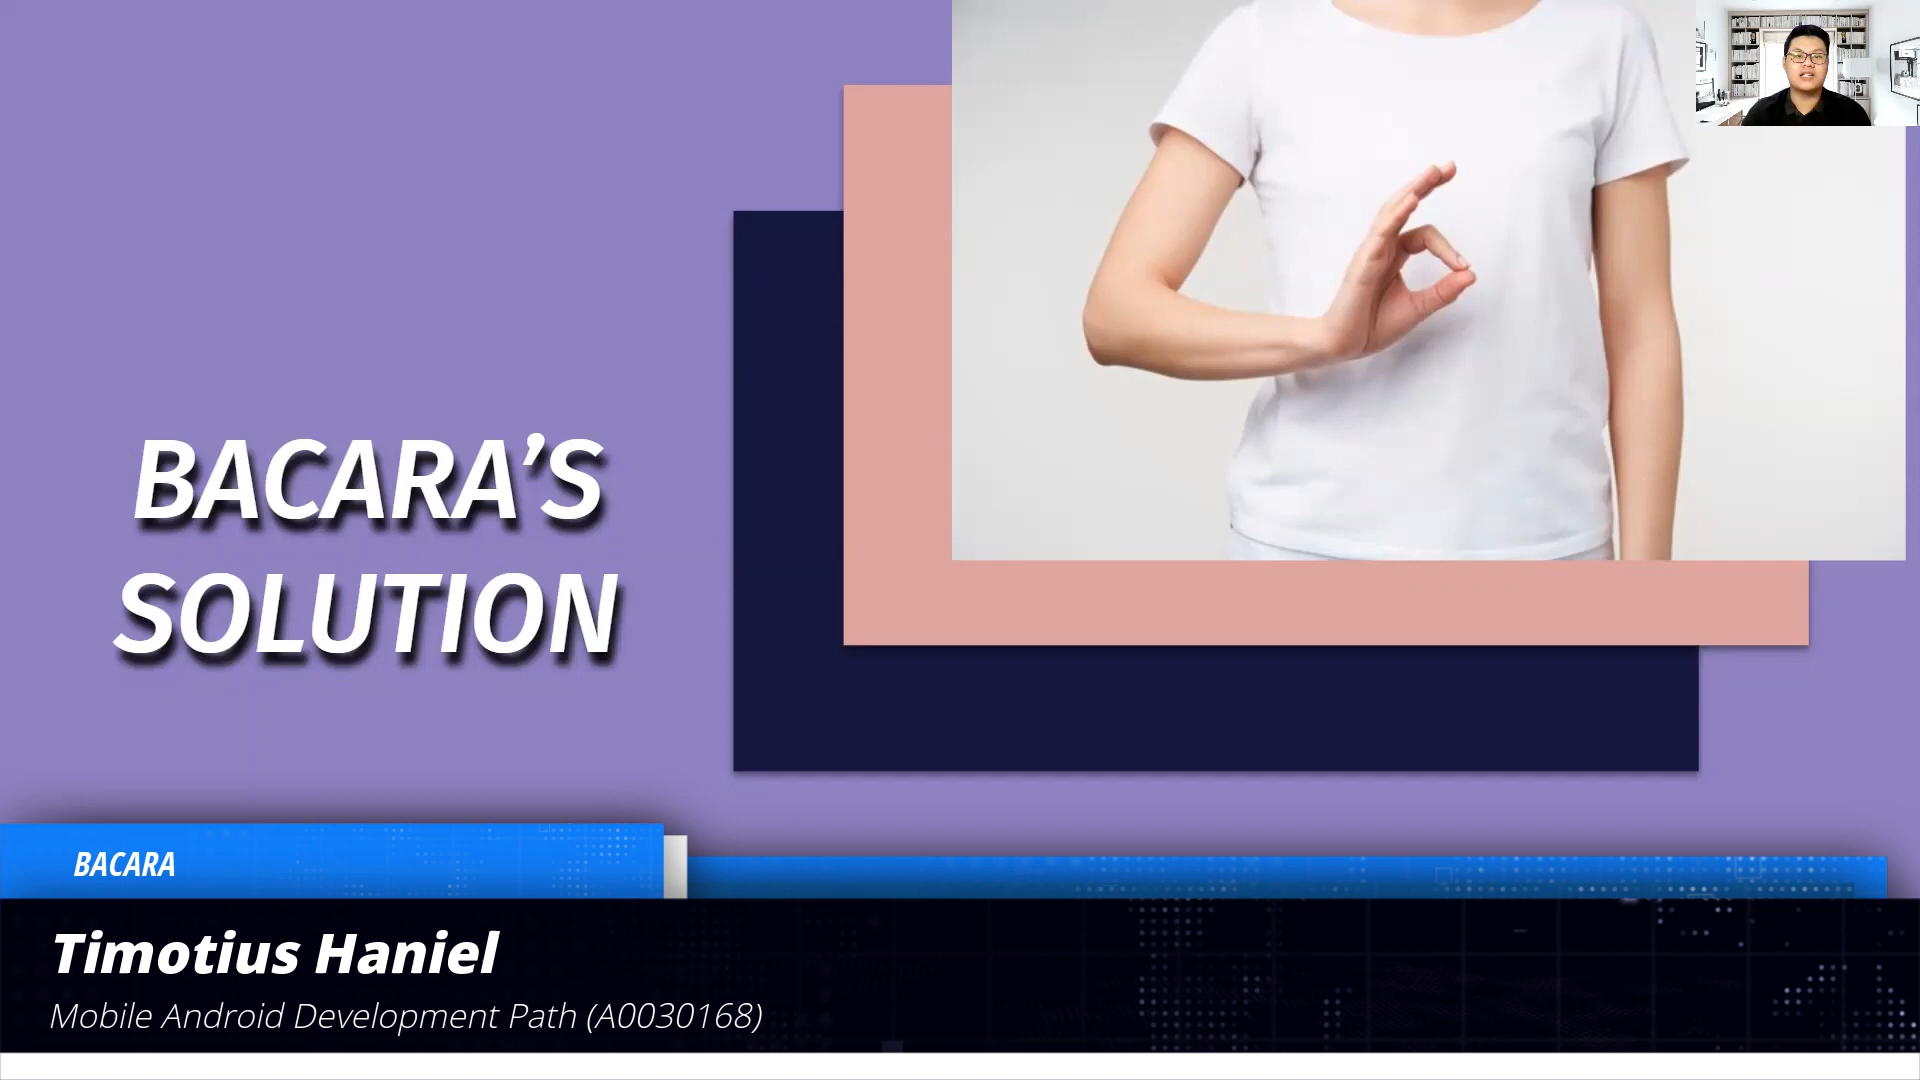 BACARA’S
SOLUTION
BACARA
Timotius Haniel
Mobile Android Development Path (A0030168)